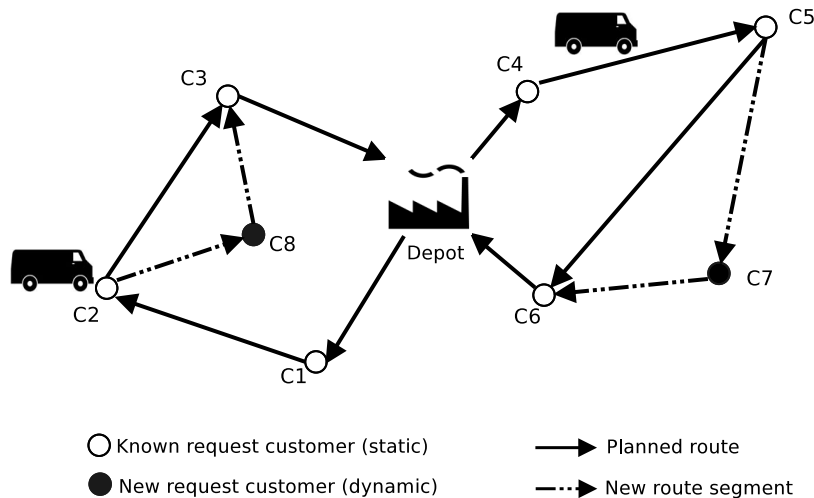 C5
C4
C3
C8
Depot
C7
C2
C6
C1
Known request customer (static)
Planned route
New request customer (dynamic)
New route segment